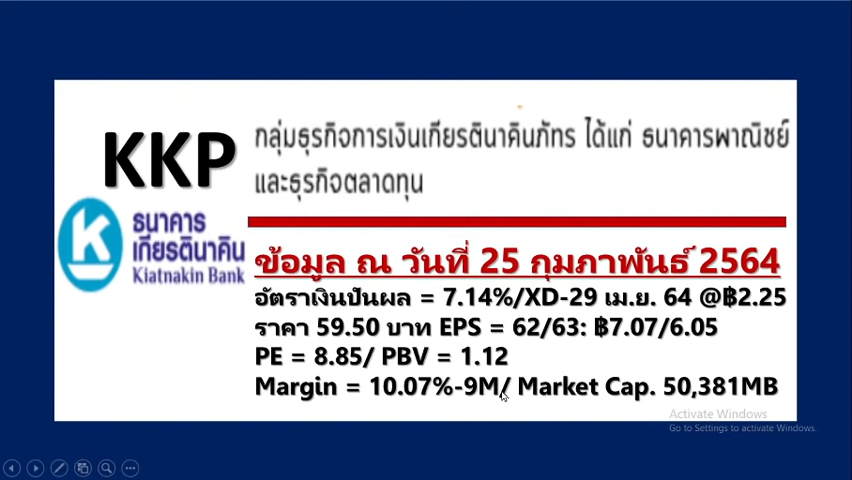 KKP
กลุ่มธุรกิจการเงินเกียรตินาคินภัทร ได้แก่ ธนาคารพาณิชย์
และธุรกิจตลาดทุน
ธนาคาร
เกียรตินาคิน
Kiatnakin Bank
ข้อมูล ณ วันที่ 25 กุมภาพันธ์ 2564
อัตราเงินปันผล = 7.14%/XD-29 เม.ย. 64 @฿2.25
ราคา 59.50 บาท EPS = 62/63: ฿7.07/6.05
PE = 8.85/ PBV = 1.12
Margin = 10.07%-9M/ Market Cap. 50,381MB
Activate Windows
Go to Settings to activate Windows.